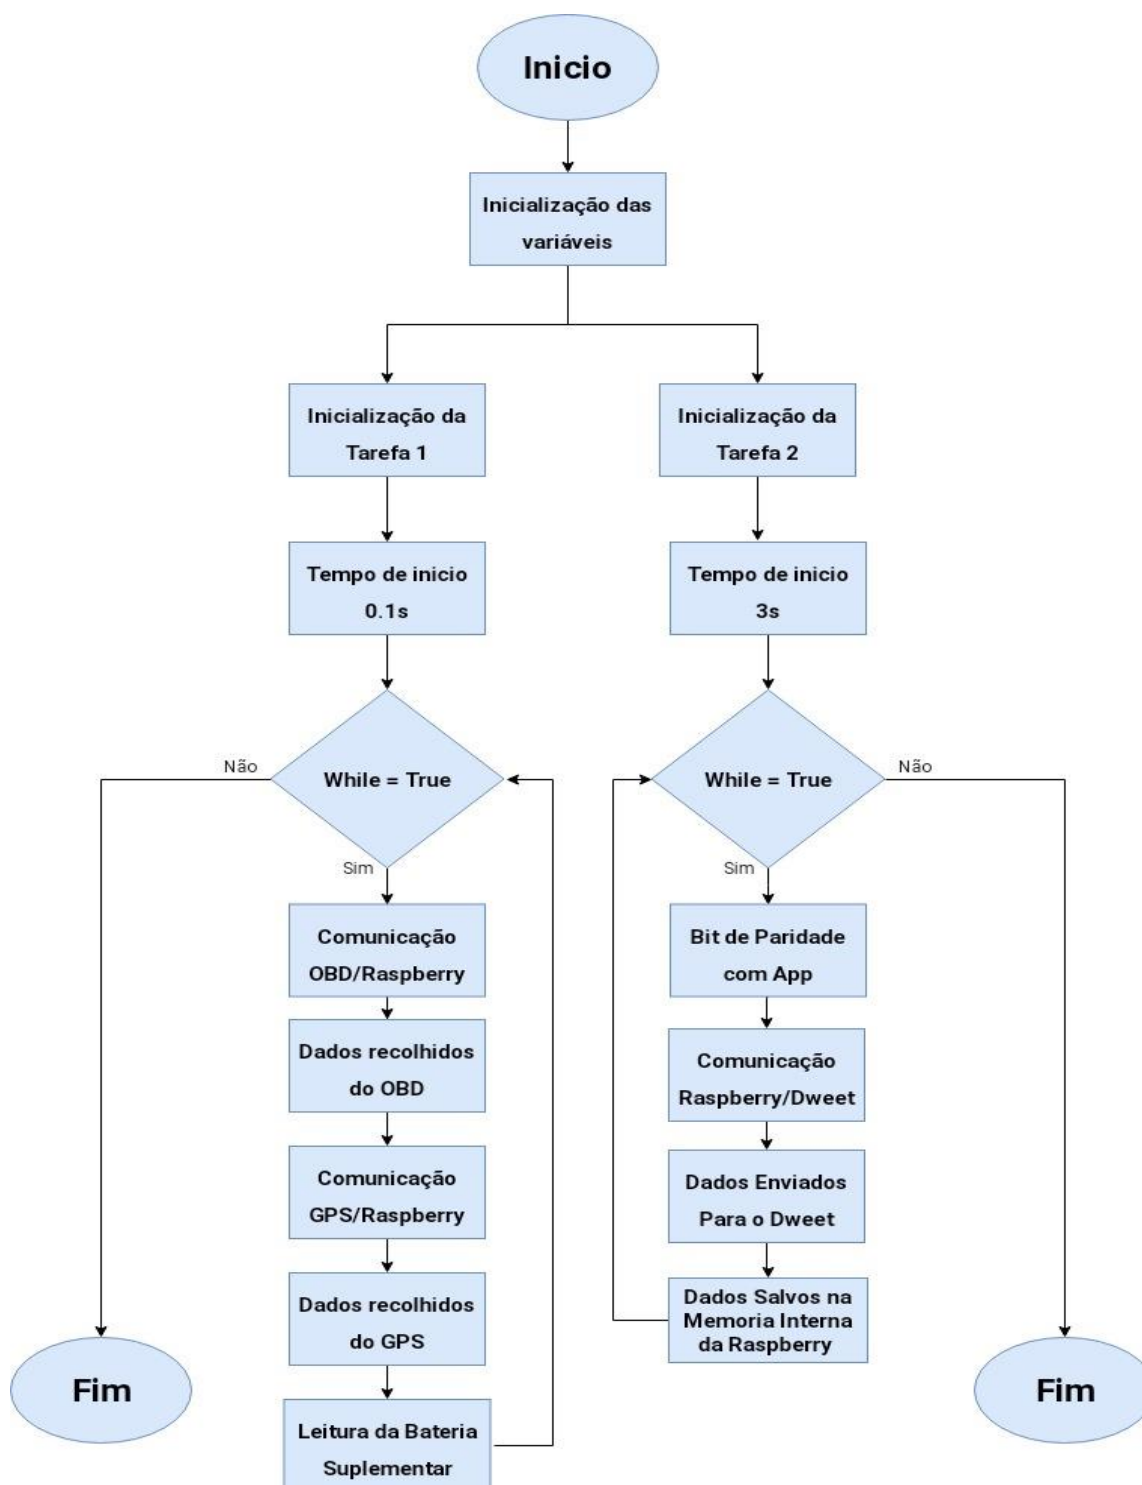 Inicio
Inicialização das
variáveis
Inicialização da
Tarefa 1
Inicialização da
Tarefa 2
Tempo de inicio
0.1s
Tempo de inicio
3s
Não
While = True
Sim
While = True
Não
Sim
Comunicação
OBD/Raspberry
Dados recolhidos
do OBD
Comunicação
GPS/Raspberry
Dados recolhidos
do GPS
Leitura da Bateria
Suplementar
Fim
Bit de Paridade
com App
Comunicação
Raspberry/Dweet
Dados Enviados
Para o Dweet
Dados Salvos na
Memoria Interna
da Raspberry
Fim